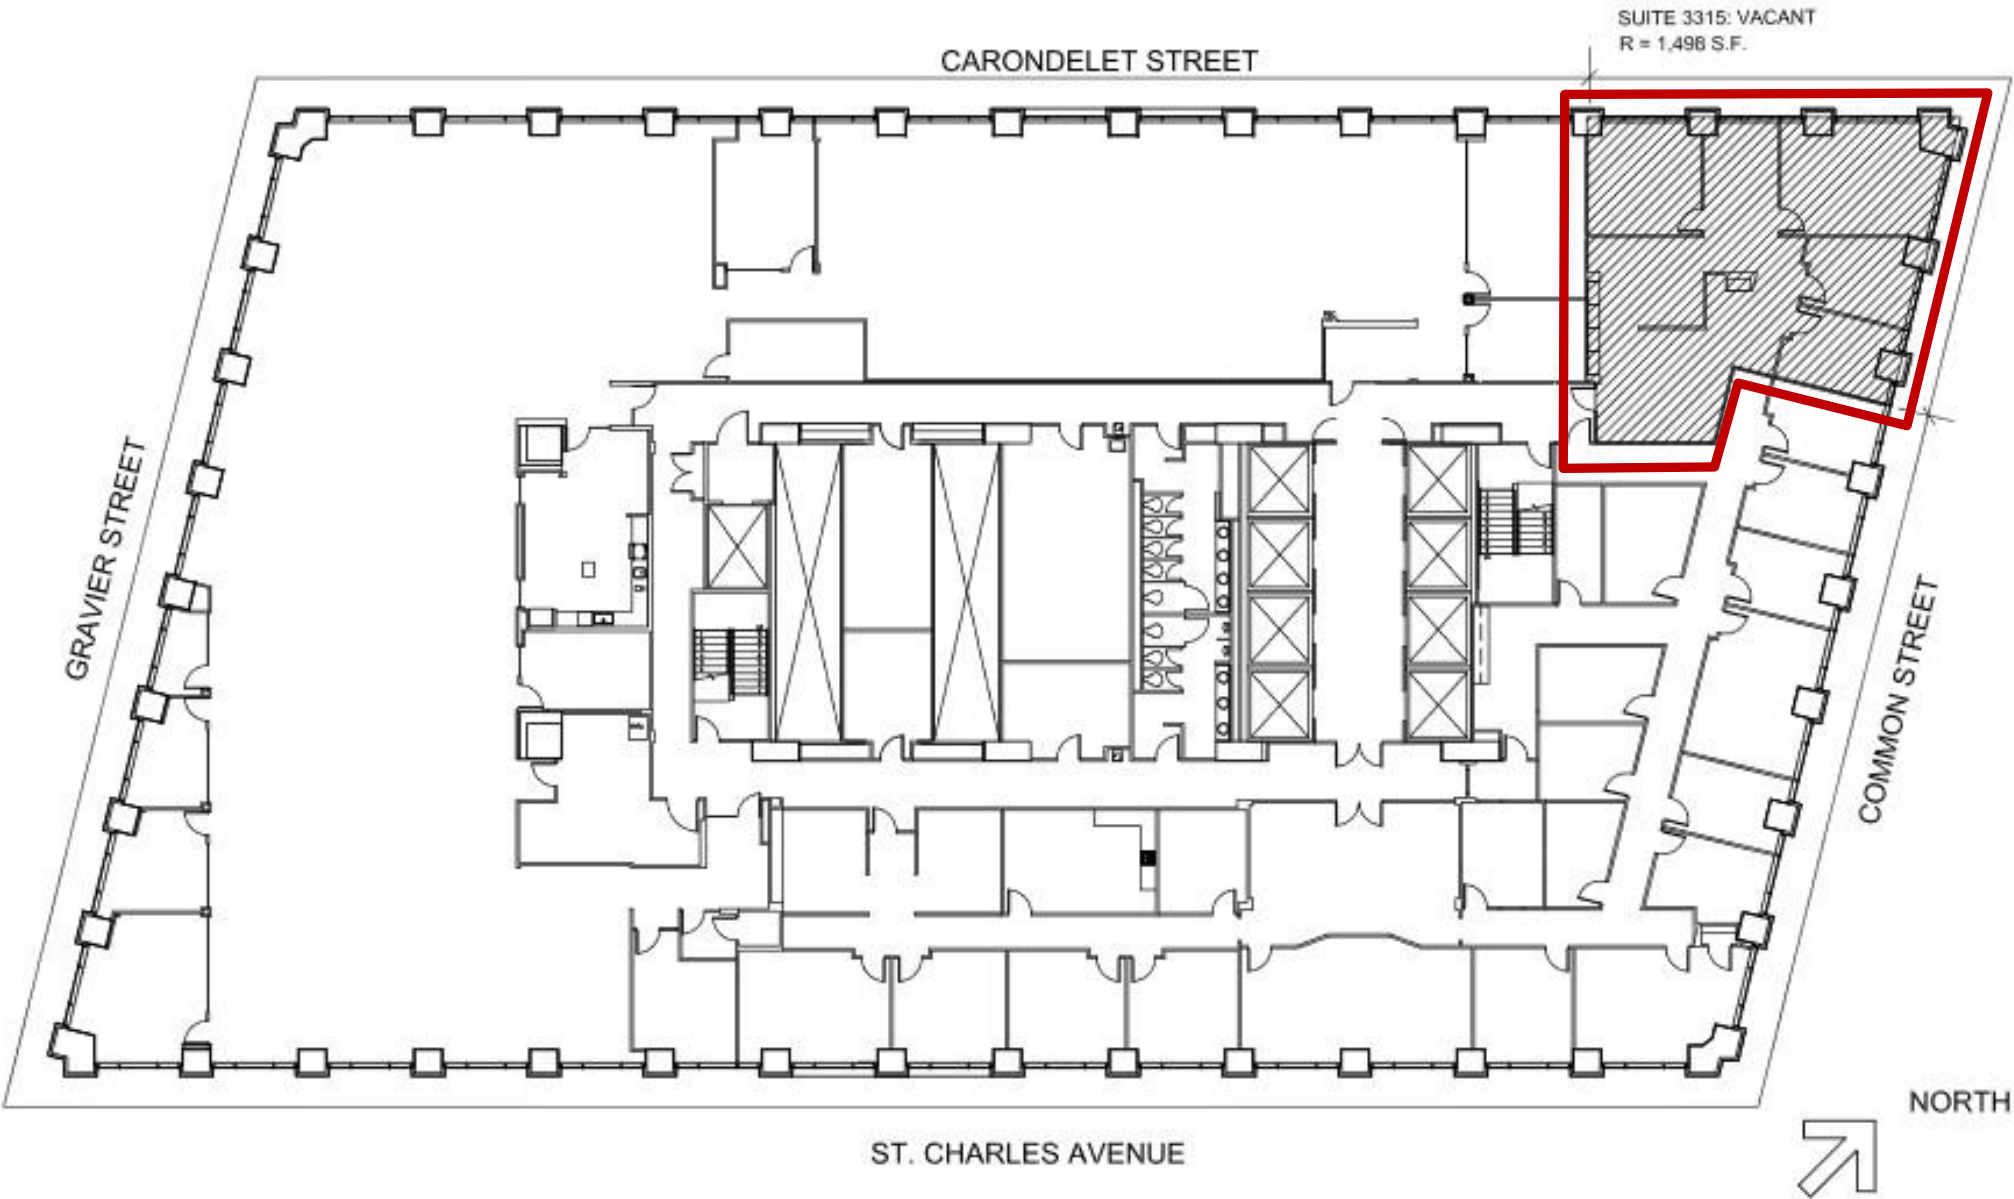 SUITE 3315: VACANT
R = 1,498 S.F.
CARONDELET STREET
GRAVIER STREET
COMMON STREET
NORTH
ST. CHARLES AVENUE